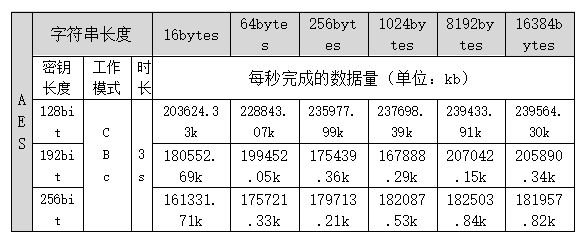 字符串长度 16bytes 64bytes 256bytes 1024bytes 8192bytes 16384bytes
AES
密钥长度 工作模式 时长 每秒完成的数据量（单位：kb）
128bit CBc 3s 203624.33k 228843.07k 235977.99k 237698.39k 239433.91k 239564.30k
192bit 180552.69k 199452.05k 175439.36k 167888.29k 207042.15k 205890.34k
256bit 161331.71k 175721.33k 179713.21k 182087.53k 182503.84k 181957.82k